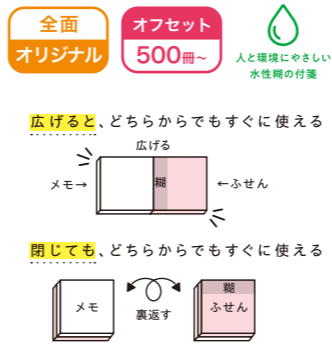 全面
オリジナル
オフセット
500冊~
人と環境にやさしい
水性糊の付箋
広げると、どちらからでもすぐに使える
広げる
メモ→
糊
←ふせん
閉じても、どちらからでもすぐに使える
メモ
裏返す
糊
ふせん